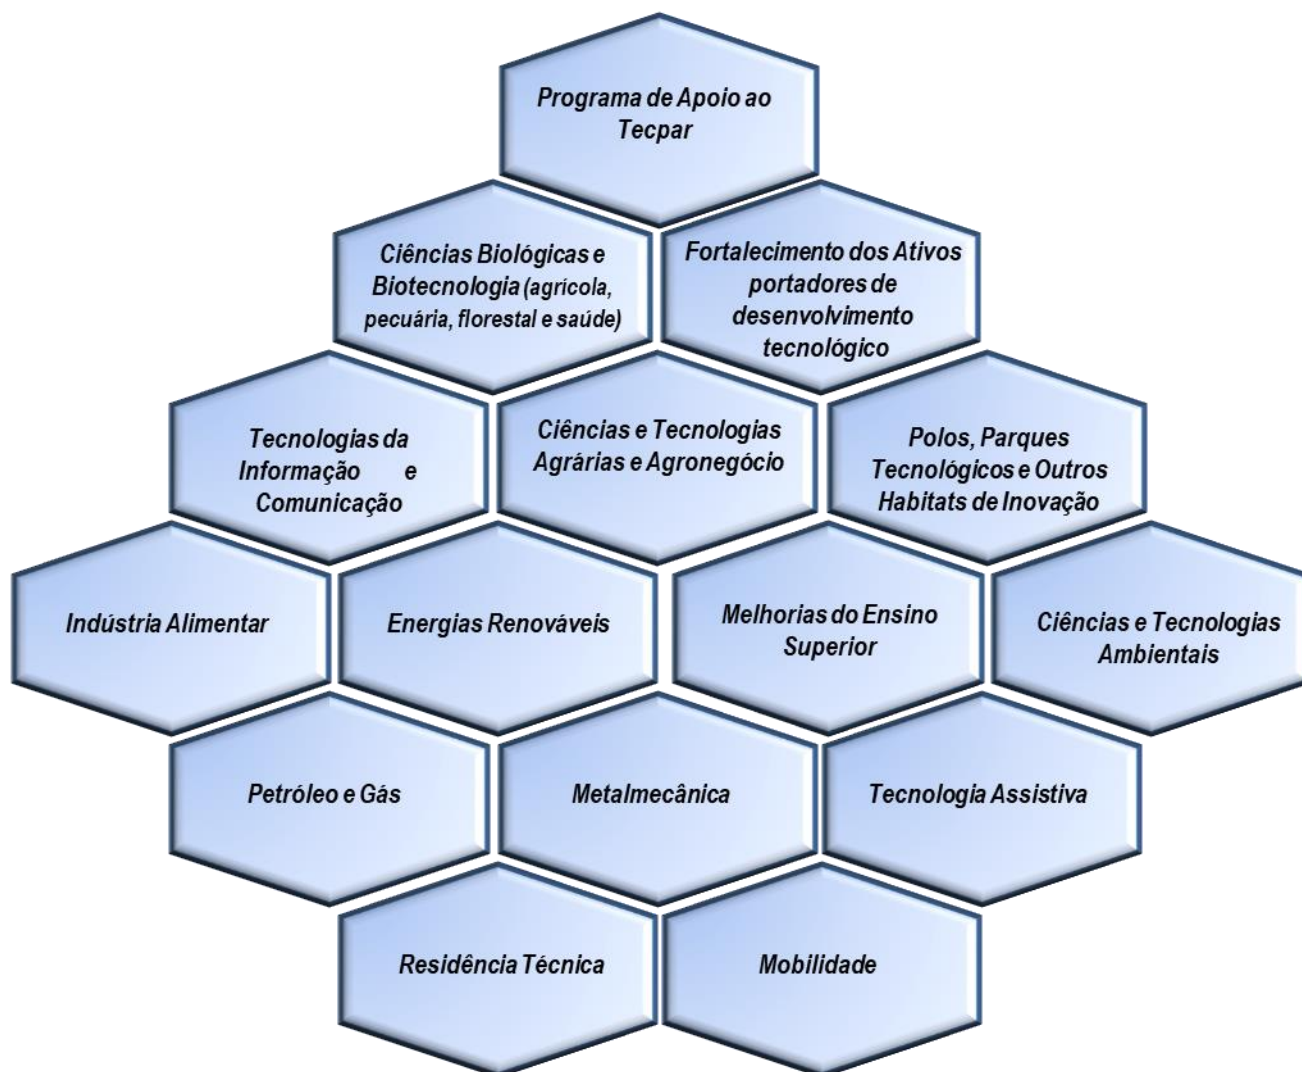 Programa de Apoio ao
Tecpar
Ciências Biológicas e
Biotecnologia (agrícola,
pecuária, florestal e saúde)
Fortalecimento dos Ativos
portadores de
desenvolvimento
tecnológico
Tecnologias da
Informação e
Comunicação
Ciências e Tecnologias
Agrárias e Agronegócio
Polos, Parques
Tecnológicos e Outros
Habitats de Inovação
Indústria Alimentar
Energias Renováveis
Melhorias do Ensino
Superior
Ciências e Tecnologias
Ambientais
Petróleo e Gás
Metalmecânica
Tecnologia Assistiva
Residência Técnica
Mobilidade